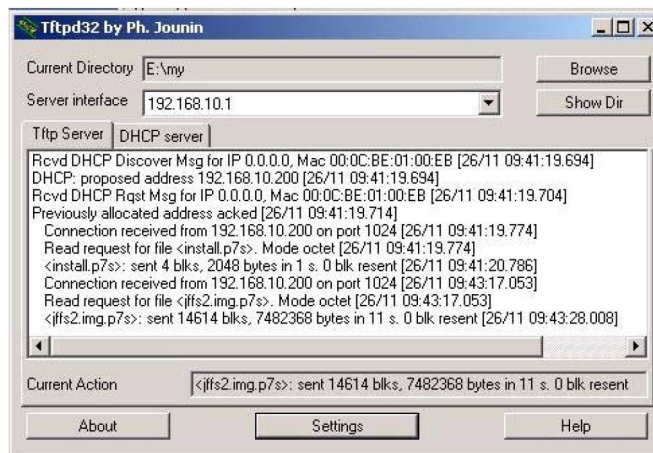 Tftpd32 by Ph. Jounin
Current Directory E:\my Browse
Server interface 192.168.10.1 Show Dir
Tftp Server DHCP server
Rcvd DHCP Discover Msg for IP 0.0.0.0, Mac 00:0C:BE:01:00:EB [26/11 09:41:19.694]
DHCP: proposed address 192.168.10.200 [26/11 09:41:19.694]
Rcvd DHCP Rqst Msg for IP 0.0.0.0, Mac 00:0C:BE:01:00:EB [26/11 09:41:19.704]
Previously allocated address acked [26/11 09:41:19.714]
Connection received from 192.168.10.200 on port 1024 [26/11 09:41:19.774]
Read request for file <install.p7s>. Mode octet [26/11 09:41:19.774]
<install.p7s>: sent 4 blks, 2048 bytes in 1 s. 0 blk resent [26/11 09:41:20.786]
Connection received from 192.168.10.200 on port 1024 [26/11 09:43:17.053]
Read request for file <jffs2.img.p7s>. Mode octet [26/11 09:43:17.053]
<jffs2.img.p7s>: sent 14614 blks, 7482368 bytes in 11 s. 0 blk resent [26/11 09:43:28.008]
Current Action <jffs2.img.p7s>: sent 14614 blks, 7482368 bytes in 11 s. 0 blk resent
About Settings Help